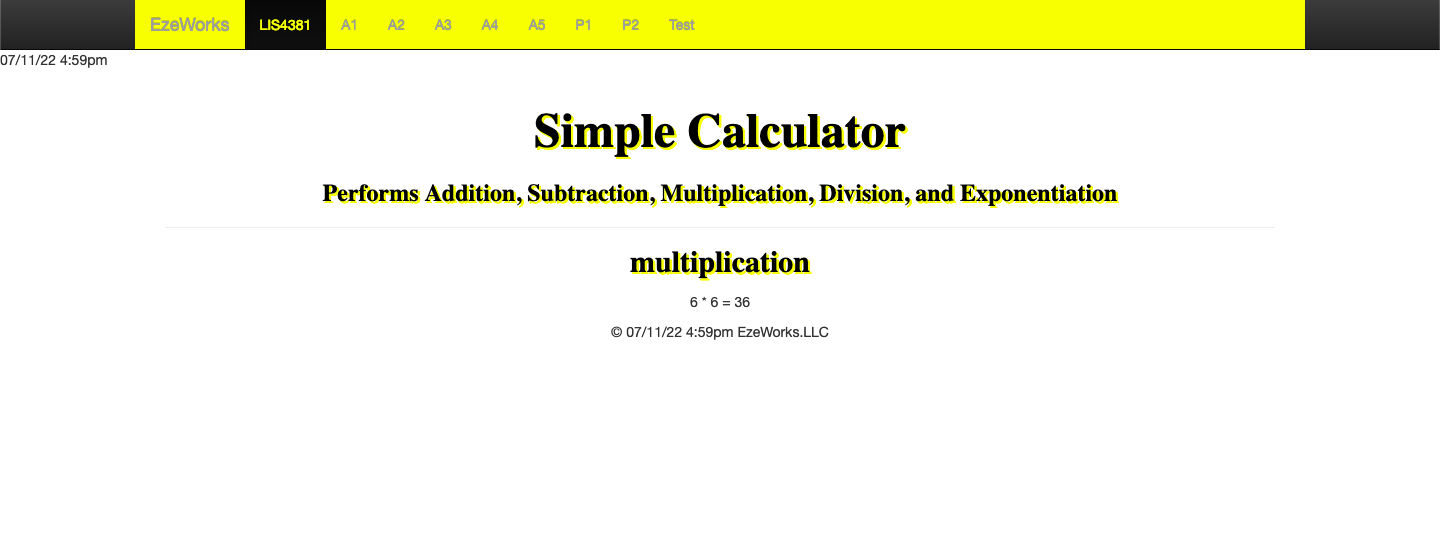 EzeWorks LIS4381 A1 A2 A3 A4 A5 P1 P2 Test
07/11/22 4:59pm
Simple Calculator
Performs Addition, Subtraction, Multiplication, Division, and Exponentiation
multiplication
6 * 6 = 36
© 07/11/22 4:59pm EzeWorks.LLC